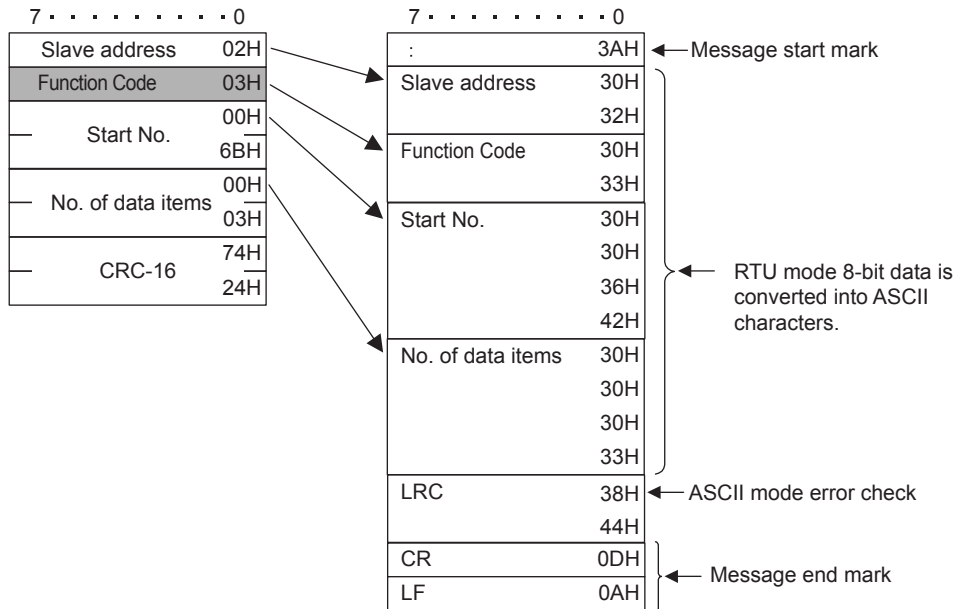 7 · · · · · · · · · 0
Slave address 02H
Function Code 03H
Start No. 00H
6BH
No. of data items 00H
03H
CRC-16 74H
24H
7 · · · · · · · · · 0
: 3AH Message start mark
Slave address 30H
32H
Function Code 30H
33H
Start No. 30H
30H
36H
42H
No. of data items 30H
30H
30H
33H
RTU mode 8-bit data is
converted into ASCII
characters.
LRC 38H ASCII mode error check
44H
CR 0DH
LF 0AH
Message end mark